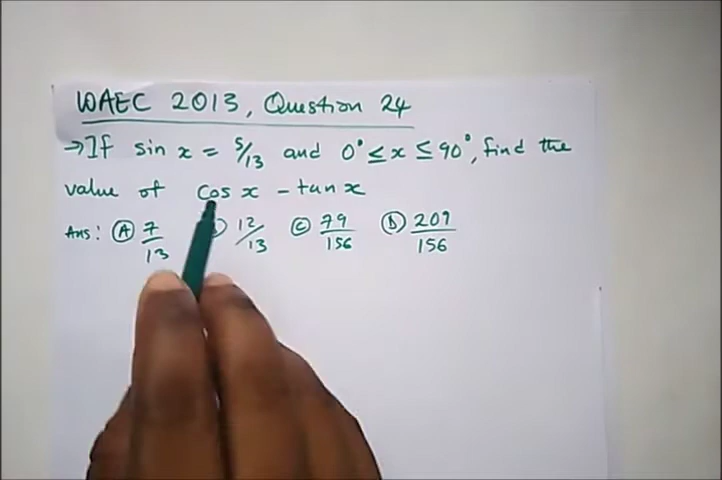 WAEC 2013, Question 24
→If sin x = 5/13 and 0° ≤ x ≤ 90°, find the
value of cos x - tan x
Ans: (A) 7/13 12/13 (C) 79/156 (D) 209/156